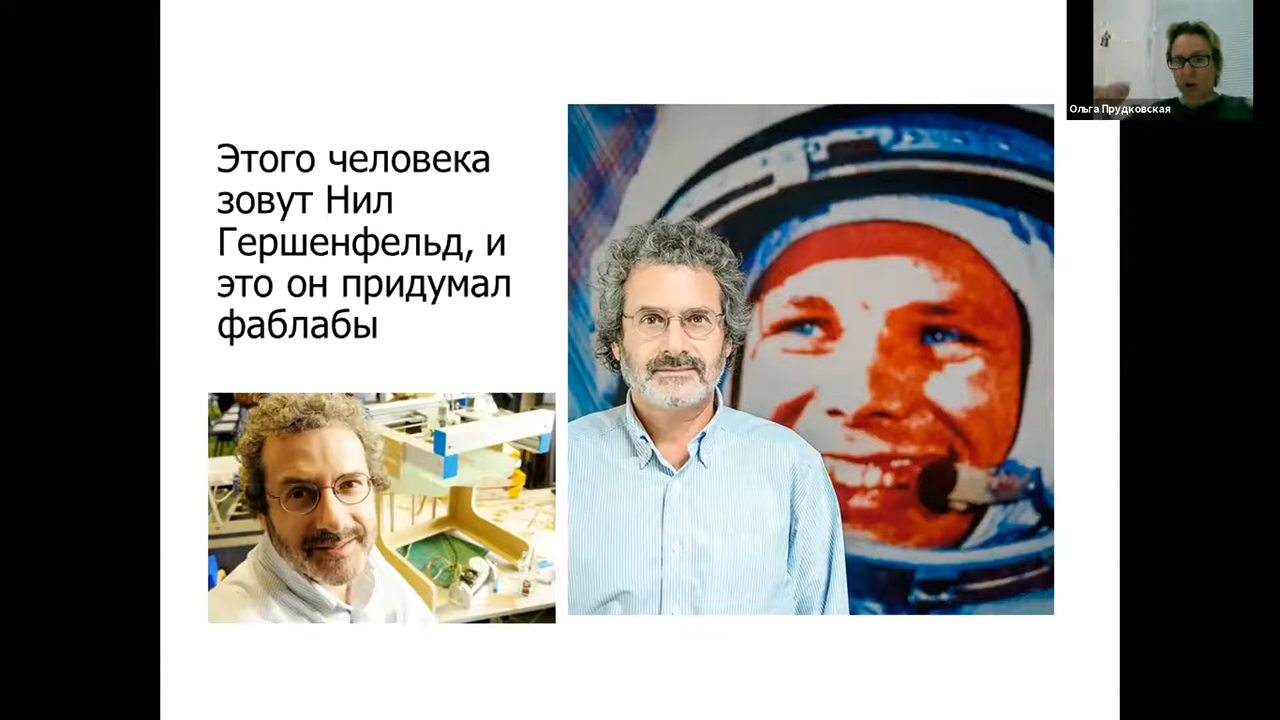 Этого человека
зовут Нил
Гершенфельд, и
это он придумал
фаблабы
Ольга Прудковская